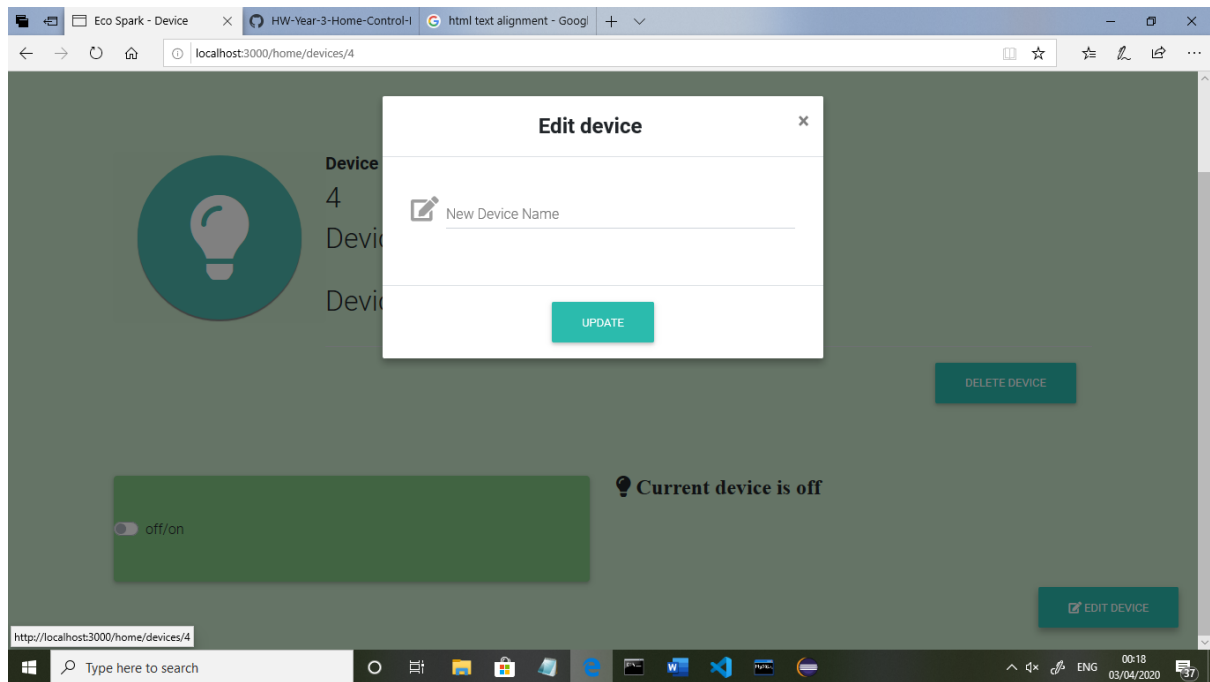 Eco Spark - Device
HW-Year-3-Home-Control-I
html text alignment - Googl
localhost:3000/home/devices/4
Edit device
×
Device
4
Devic
Devic
New Device Name
UPDATE
DELETE DEVICE
off/on
Current device is off
EDIT DEVICE
http://localhost:3000/home/devices/4
Type here to search
ENG
00:18
03/04/2020
37